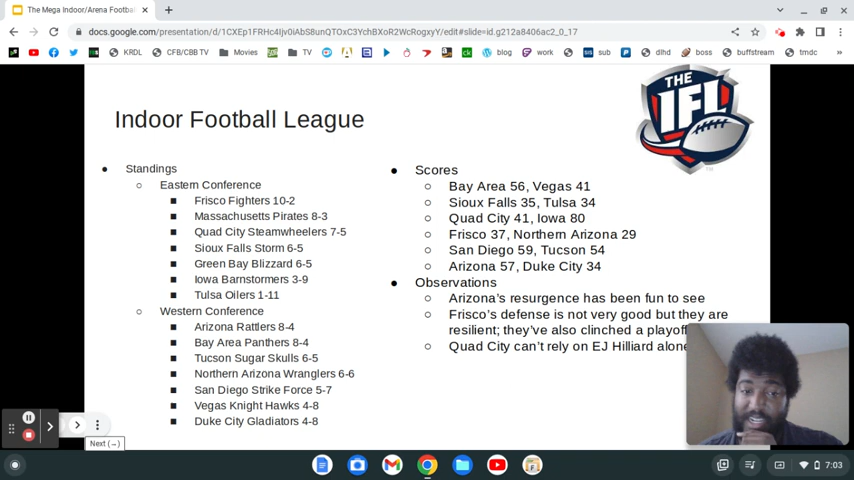 The Mega Indoor/Arena Footbal
docs.google.com/presentation/d/1CXEp1FRHc4Ijv0iAbS8unQTOxC3YchBXoR2WcRogxyY/edit#slide=id.g212a8406ac2_0_17
KRDL
CFB/CBB TV
Movies
TV
blog
work
sub
dlhd
boss
buffstream
tmdc
THE
IFL
Indoor Football League
Standings
Eastern Conference
Frisco Fighters 10-2
Massachusetts Pirates 8-3
Quad City Steamwheelers 7-5
Sioux Falls Storm 6-5
Green Bay Blizzard 6-5
Iowa Barnstormers 3-9
Tulsa Oilers 1-11
Western Conference
Arizona Rattlers 8-4
Bay Area Panthers 8-4
Tucson Sugar Skulls 6-5
Northern Arizona Wranglers 6-6
San Diego Strike Force 5-7
Vegas Knight Hawks 4-8
Duke City Gladiators 4-8
Scores
Bay Area 56, Vegas 41
Sioux Falls 35, Tulsa 34
Quad City 41, Iowa 80
Frisco 37, Northern Arizona 29
San Diego 59, Tucson 54
Arizona 57, Duke City 34
Observations
Arizona's resurgence has been fun to see
Frisco's defense is not very good but they are
resilient; they've also clinched a playoff
Quad City can't rely on EJ Hilliard alone
Next (→)
7:03